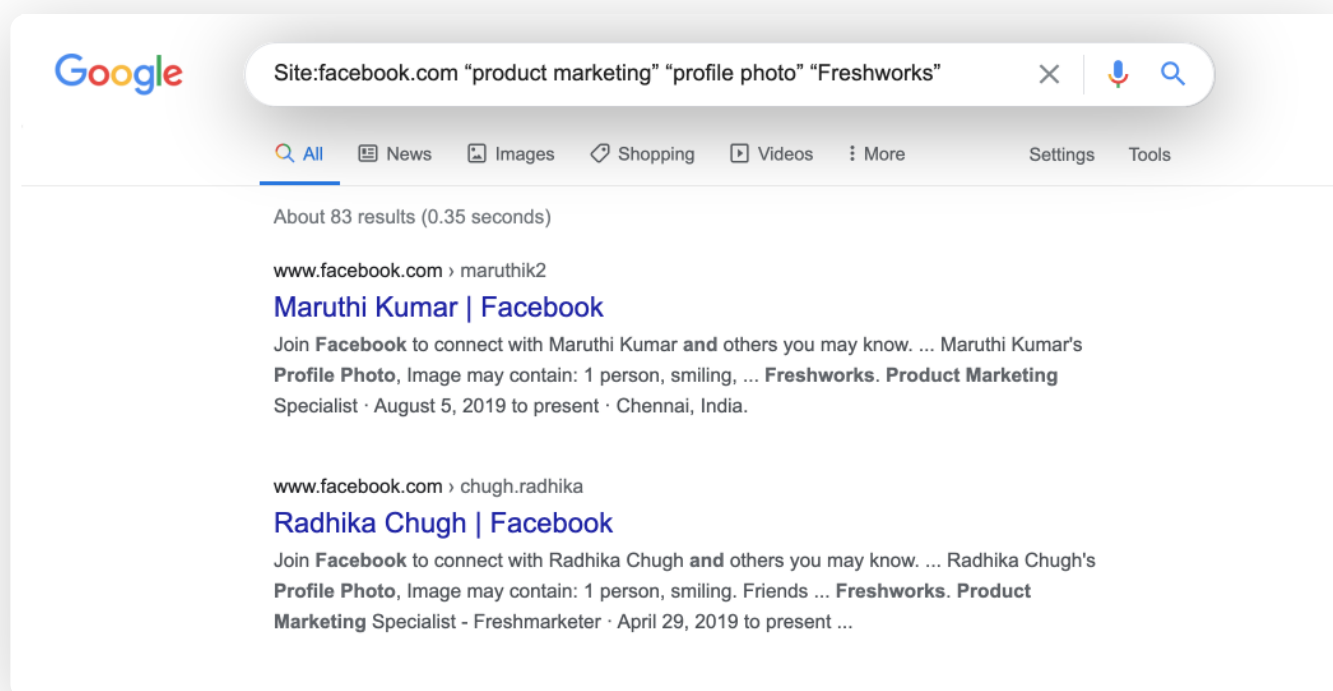 Google
Site:facebook.com “product marketing” “profile photo” “Freshworks”
All News Images Shopping Videos More Settings Tools
About 83 results (0.35 seconds)
www.facebook.com › maruthik2
Maruthi Kumar | Facebook
Join Facebook to connect with Maruthi Kumar and others you may know. ... Maruthi Kumar's
Profile Photo, Image may contain: 1 person, smiling, ... Freshworks. Product Marketing
Specialist · August 5, 2019 to present · Chennai, India.
www.facebook.com › chugh.radhika
Radhika Chugh | Facebook
Join Facebook to connect with Radhika Chugh and others you may know. ... Radhika Chugh's
Profile Photo, Image may contain: 1 person, smiling. Friends ... Freshworks. Product
Marketing Specialist - Freshmarketer · April 29, 2019 to present ...